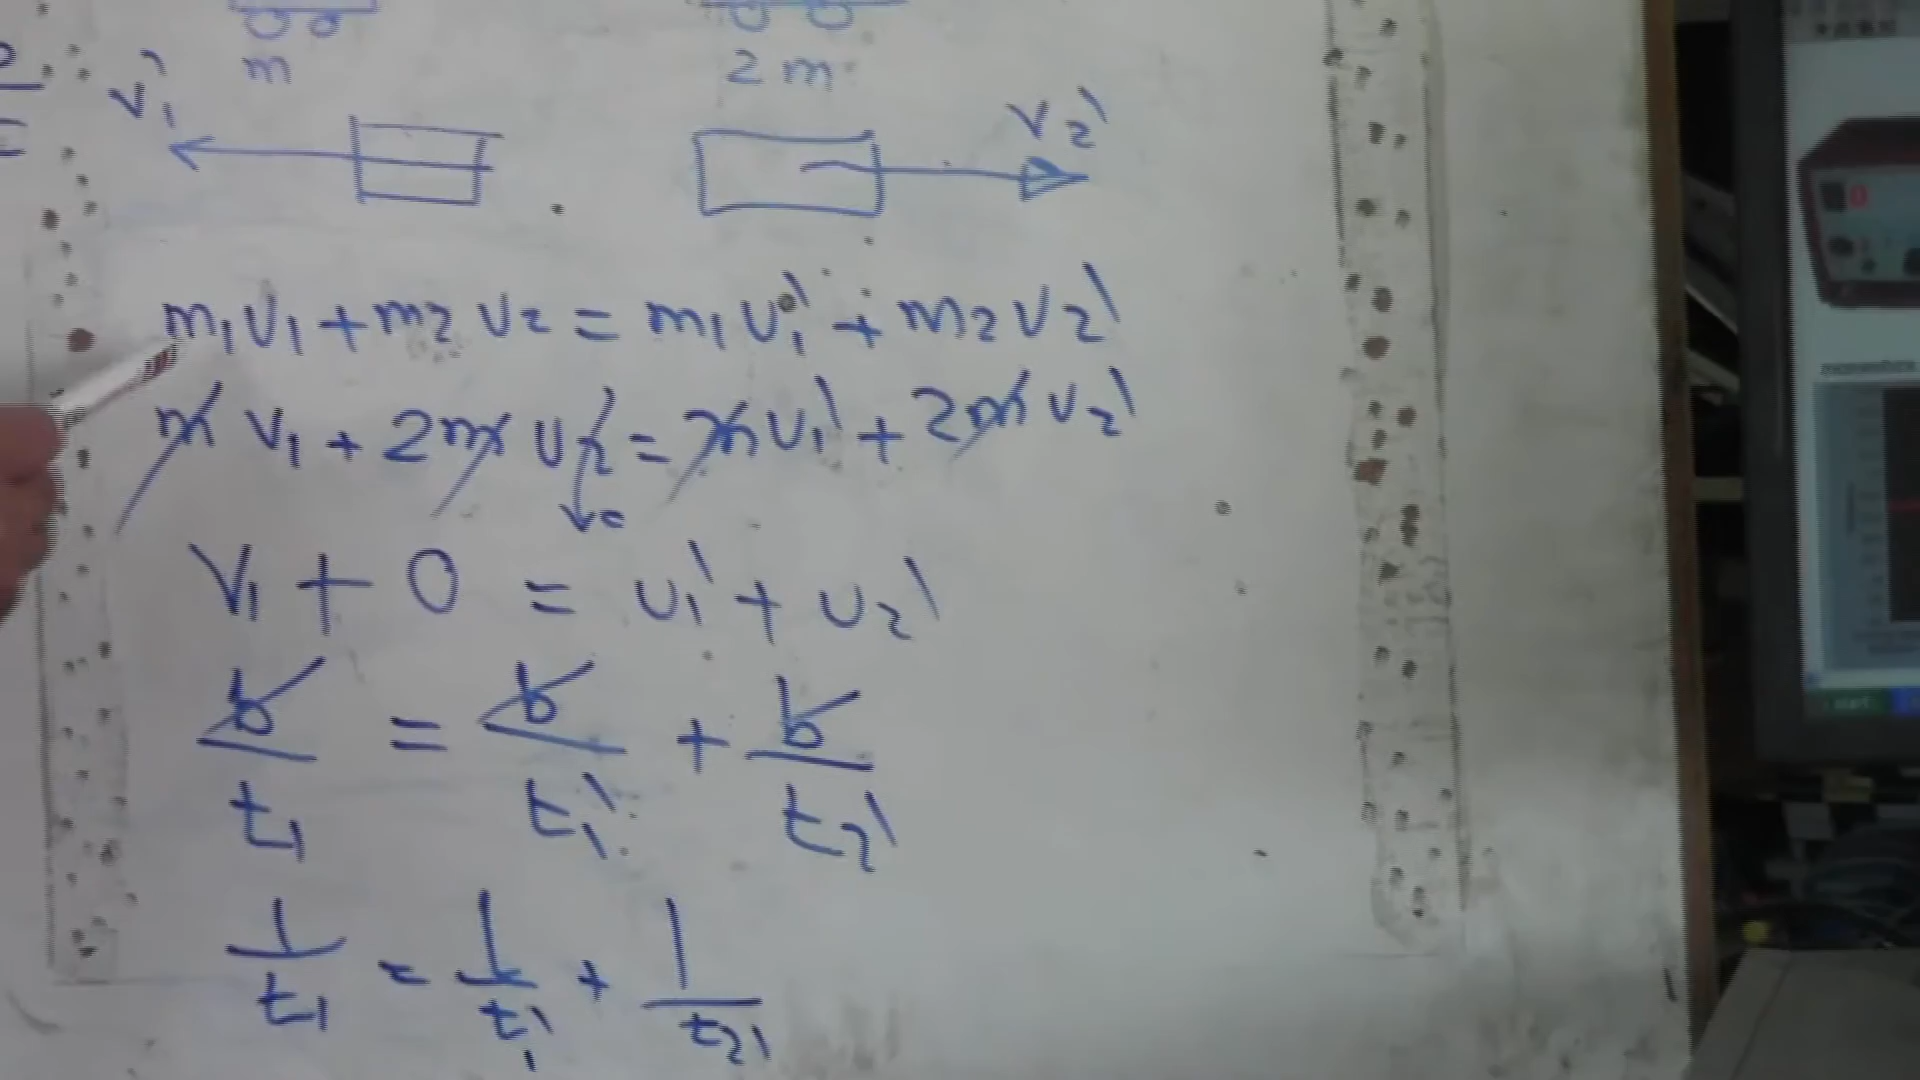 m 2m
v₁' v₂'
m₁v₁ + m₂v₂ = m₁v₁' + m₂v₂'
m v₁ + 2m v₂ = m v₁' + 2m v₂'
v₁ + 0 = v₁' + v₂'
b/t₁ = b/t₁' + b/t₂'
1/t₁ = 1/t₁' + 1/t₂'
start